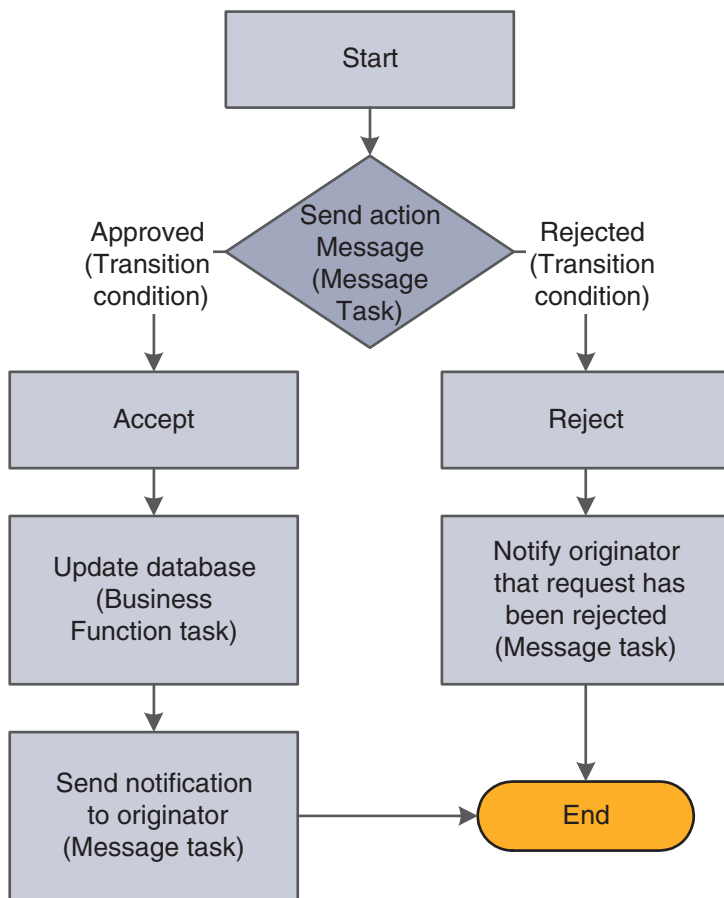 Start
Send action
Message
(Message
Task)
Approved
(Transition
condition)
Rejected
(Transition
condition)
Accept
Reject
Update database
(Business
Function task)
Notify originator
that request has
been rejected
(Message task)
Send notification
to originator
(Message task)
End